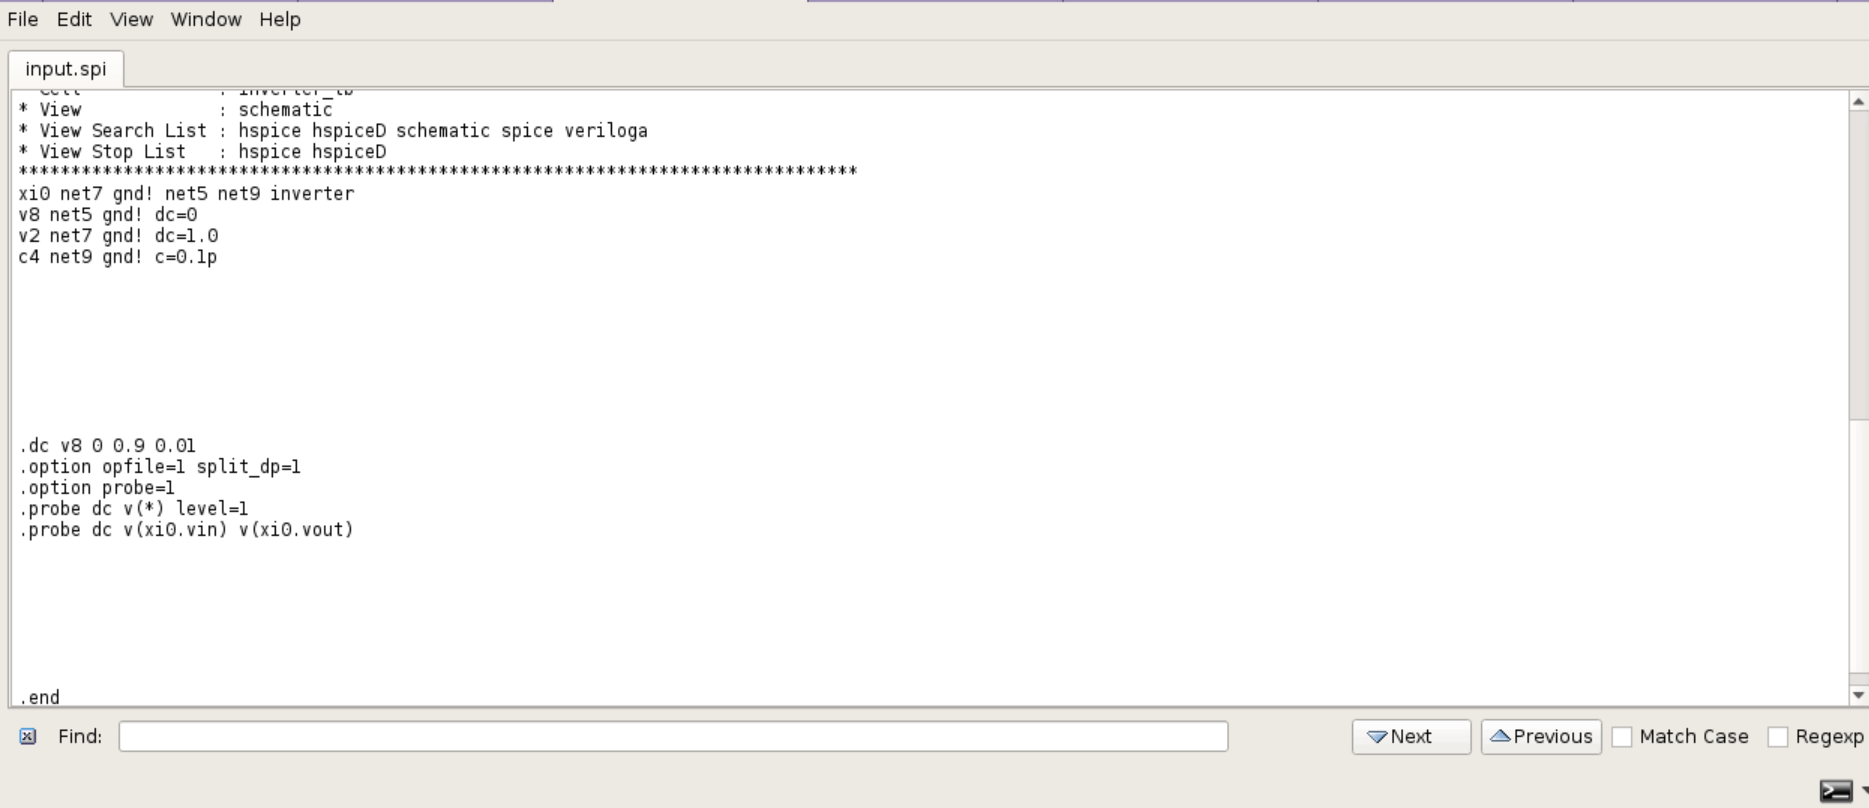 File Edit View Window Help
input.spi
* Cell : inverter_tb
* View : schematic
* View Search List : hspice hspiceD schematic spice veriloga
* View Stop List : hspice hspiceD
********************************************************************************
xi0 net7 gnd! net5 net9 inverter
v8 net5 gnd! dc=0
v2 net7 gnd! dc=1.0
c4 net9 gnd! c=0.1p
.dc v8 0 0.9 0.01
.option opfile=1 split_dp=1
.option probe=1
.probe dc v(*) level=1
.probe dc v(xi0.vin) v(xi0.vout)
.end
Find: Next Previous Match Case Regexp